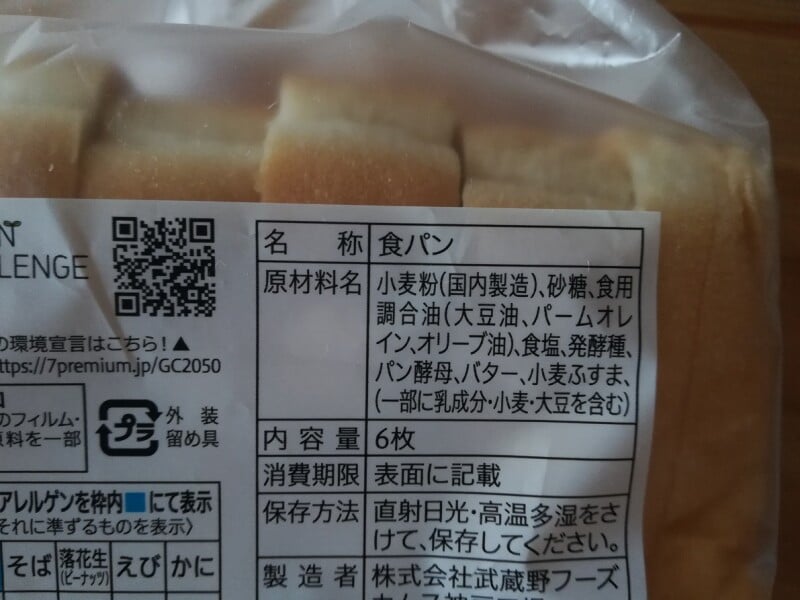 LENGE
の環境宣言はこちら!▲
ttps://7premium.jp/GC2050
のフィルム・
原料を一部
プラ
外装
留め具
アレルゲンを枠内■にて表示
それに準ずるものを表示〉
そば 落花生(ピーナッツ) えび かに
名称 食パン
原材料名 小麦粉(国内製造)、砂糖、食用
調合油(大豆油、パームオレ
イン、オリーブ油)、食塩、発酵種、
パン酵母、バター、小麦ふすま、
(一部に乳成分・小麦・大豆を含む)
内容量 6枚
消費期限 表面に記載
保存方法 直射日光・高温多湿をさ
けて、保存してください。
製造者 株式会社武蔵野フーズ